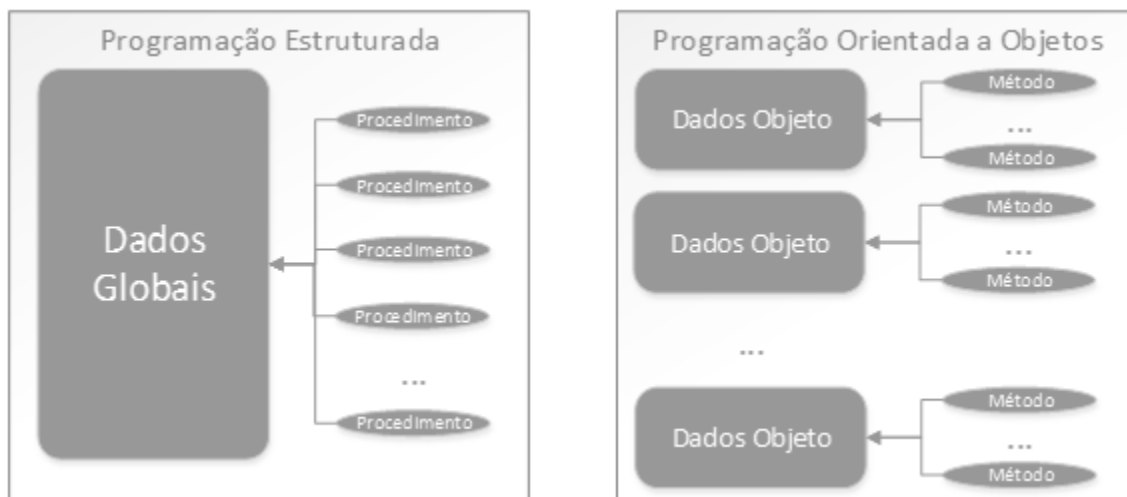 Programação Estruturada
Dados
Globais
Procedimento
Procedimento
Procedimento
Procedimento
...
Procedimento
Programação Orientada a Objetos
Dados Objeto
Método
...
Método
Dados Objeto
Método
...
Método
...
Dados Objeto
Método
...
Método